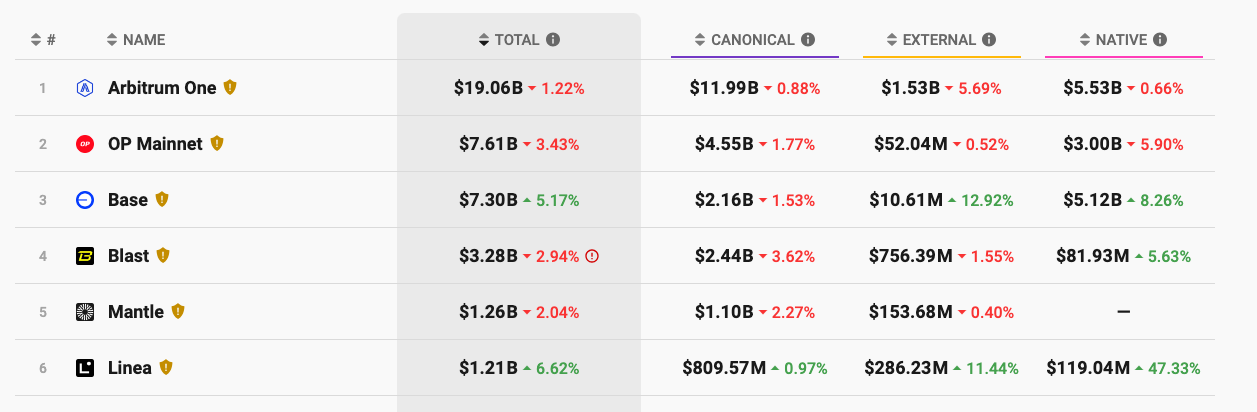 # NAME TOTAL CANONICAL EXTERNAL NATIVE
1 Arbitrum One $19.06B 1.22% $11.99B 0.88% $1.53B 5.69% $5.53B 0.66%
2 OP OP Mainnet $7.61B 3.43% $4.55B 1.77% $52.04M 0.52% $3.00B 5.90%
3 Base $7.30B 5.17% $2.16B 1.53% $10.61M 12.92% $5.12B 8.26%
4 Blast $3.28B 2.94% $2.44B 3.62% $756.39M 1.55% $81.93M 5.63%
5 Mantle $1.26B 2.04% $1.10B 2.27% $153.68M 0.40% —
6 Linea $1.21B 6.62% $809.57M 0.97% $286.23M 11.44% $119.04M 47.33%